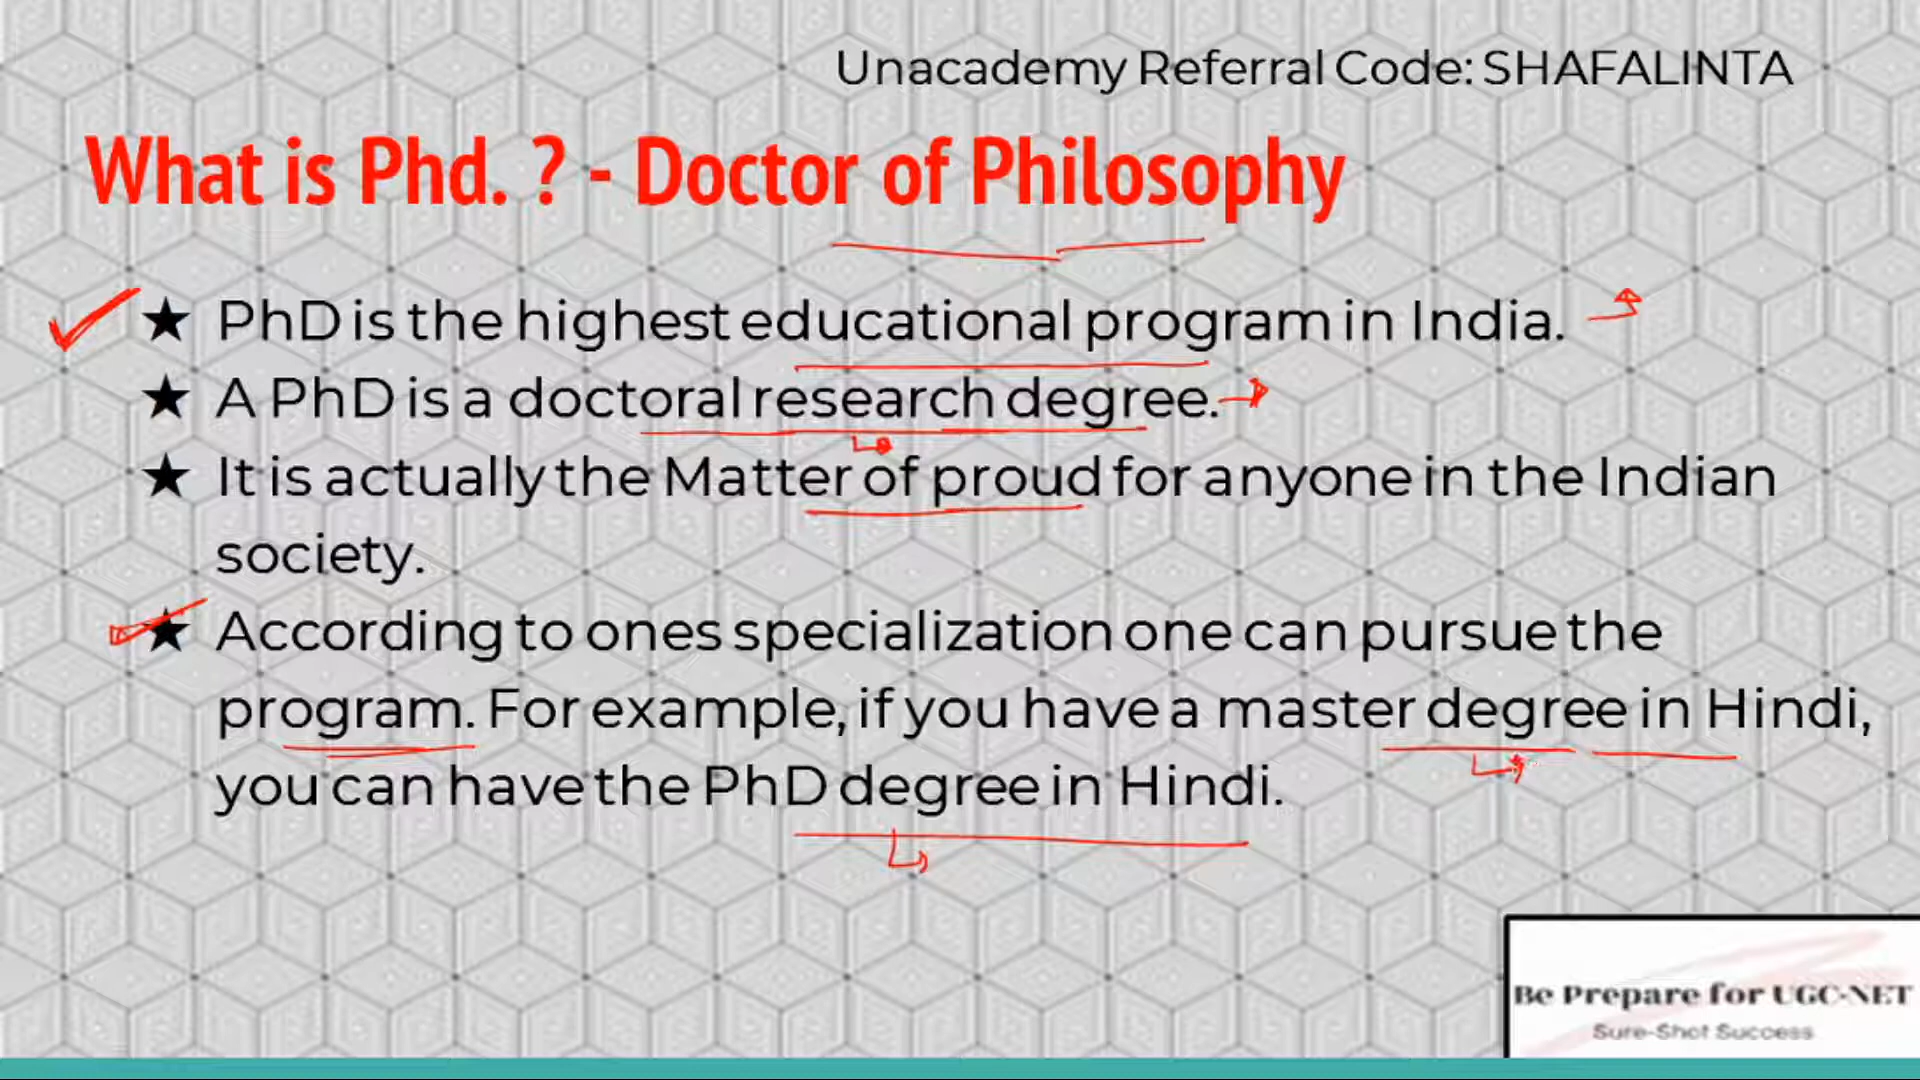 Unacademy Referral Code: SHAFALINTA
What is Phd. ? - Doctor of Philosophy
★ PhD is the highest educational program in India.
★ A PhD is a doctoral research degree.
★ It is actually the Matter of proud for anyone in the Indian
society.
★ According to ones specialization one can pursue the
program. For example, if you have a master degree in Hindi,
you can have the PhD degree in Hindi.
Be Prepare for UGC-NET
Sure-Shot Success